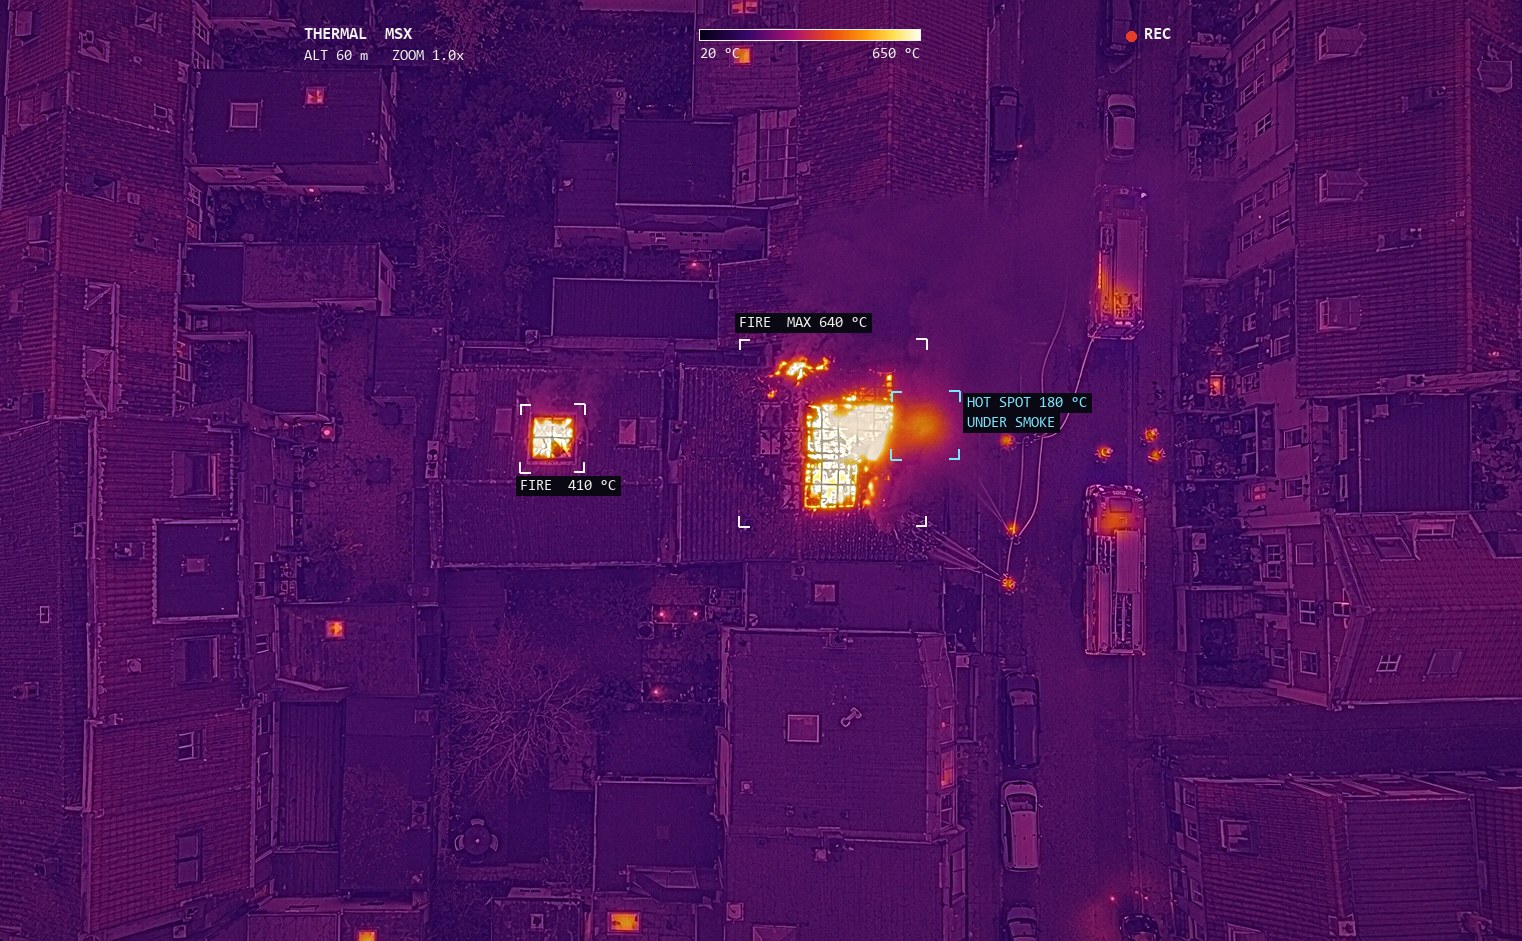 THERMAL MSX
ALT 60 m ZOOM 1.0x
20 °C
650 °C
REC
FIRE MAX 640 °C
HOT SPOT 180 °C
UNDER SMOKE
FIRE 410 °C